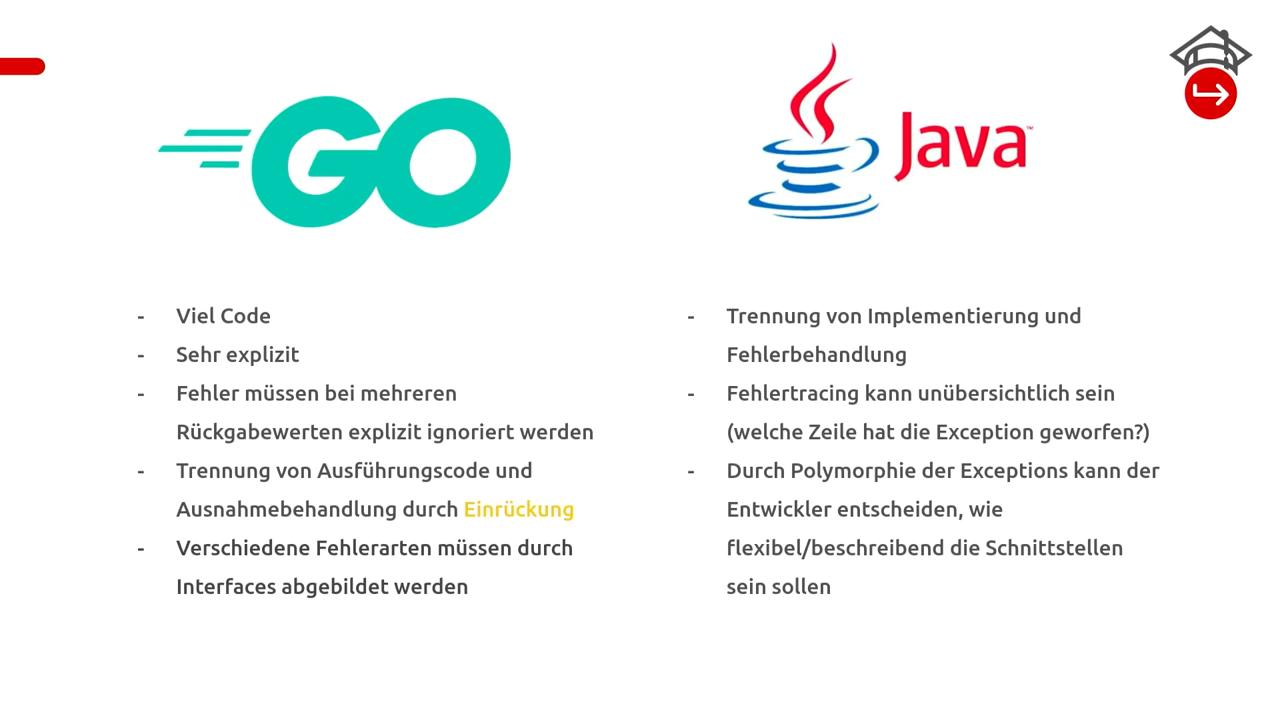 GO
Java™
- Viel Code
- Sehr explizit
- Fehler müssen bei mehreren
Rückgabewerten explizit ignoriert werden
- Trennung von Ausführungscode und
Ausnahmebehandlung durch Einrückung
- Verschiedene Fehlerarten müssen durch
Interfaces abgebildet werden
- Trennung von Implementierung und
Fehlerbehandlung
- Fehlertracing kann unübersichtlich sein
(welche Zeile hat die Exception geworfen?)
- Durch Polymorphie der Exceptions kann der
Entwickler entscheiden, wie
flexibel/beschreibend die Schnittstellen
sein sollen